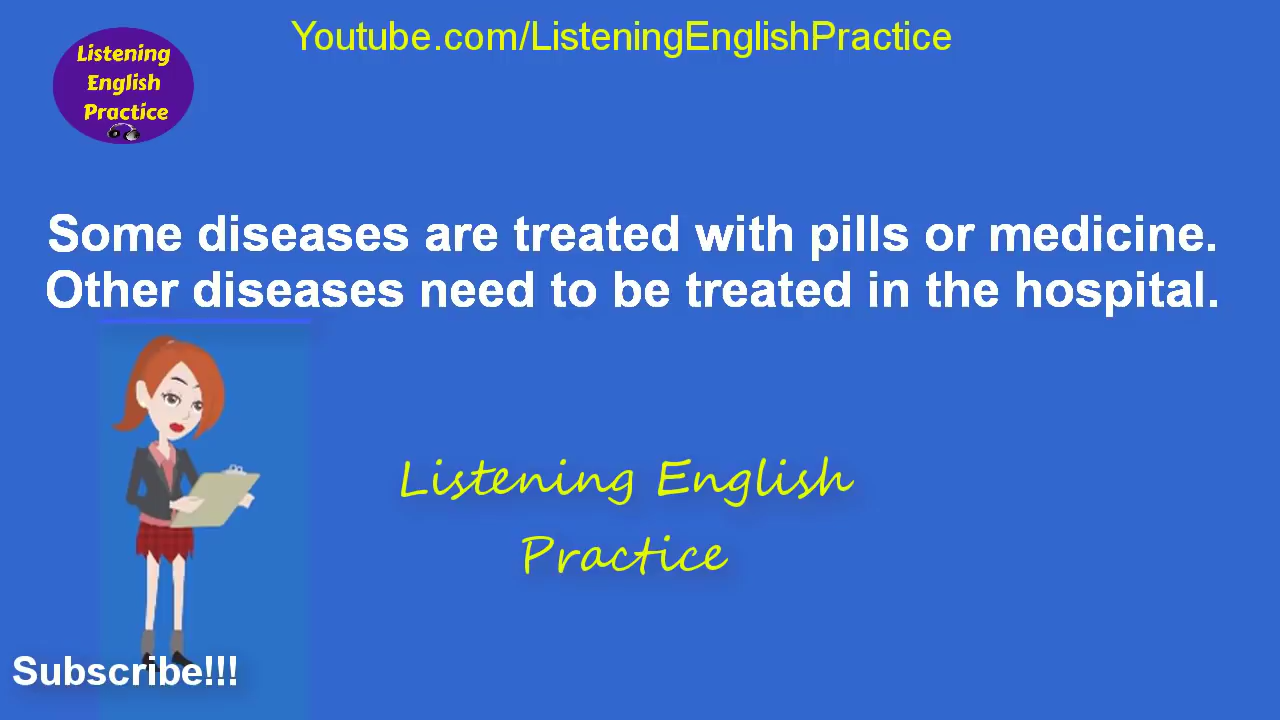 Youtube.com/ListeningEnglishPractice
Listening
English
Practice
Some diseases are treated with pills or medicine.
Other diseases need to be treated in the hospital.
Listening English
Practice
Subscribe!!!